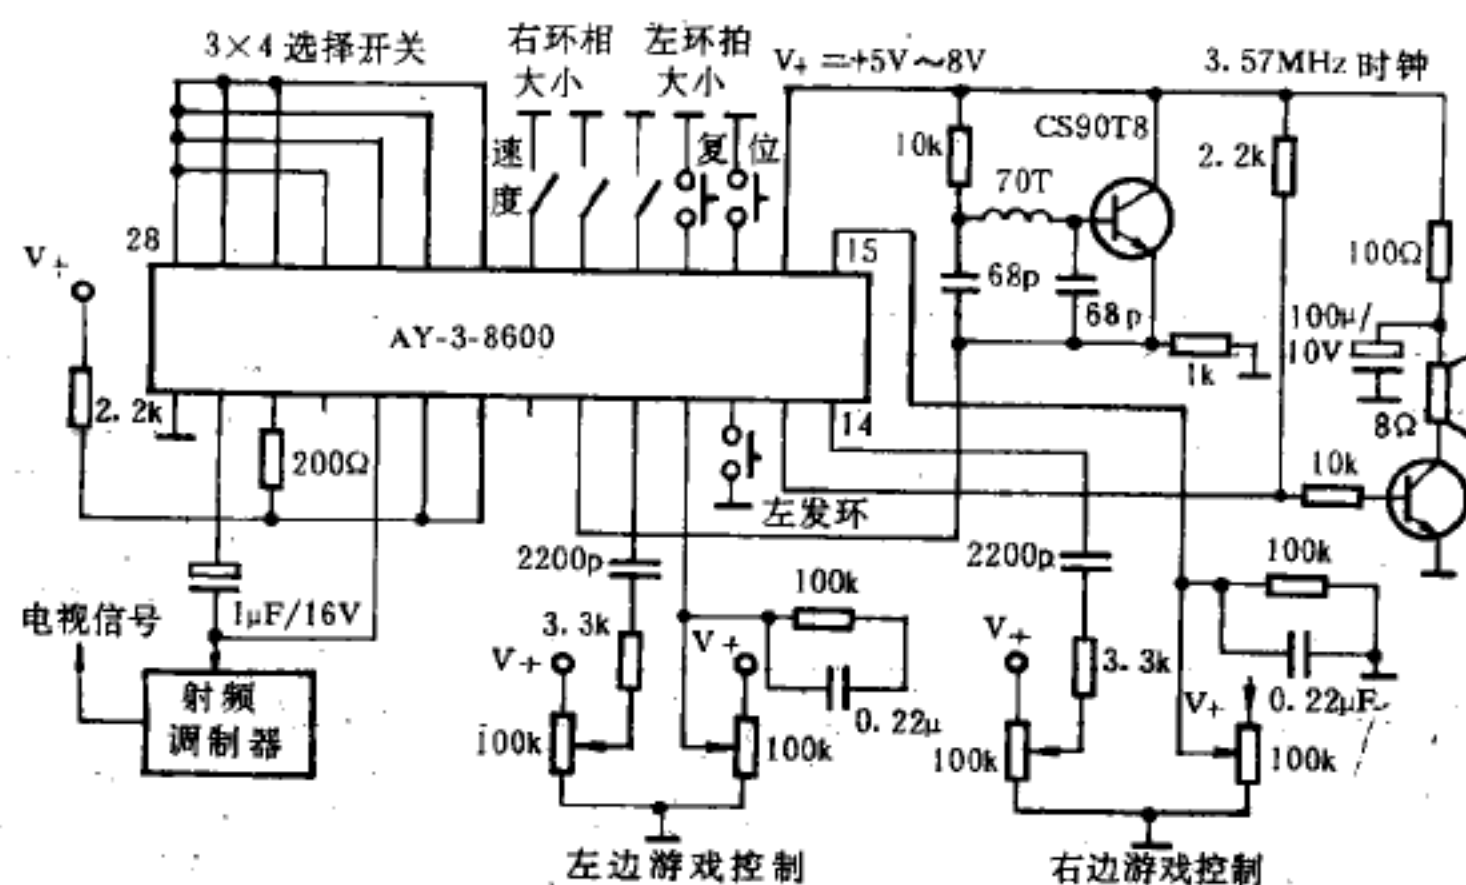 3×4 选择开关
右环相
大小
左环拍
大小
V+ =+5V～8V
3.57MHz 时钟
速
度
复位
10k
CS90T8
70T
2.2k
28
V+
15
68p
68p
100Ω
100μ/
10V
AY-3-8600
1k
8Ω
2.2k
14
200Ω
10k
左发环
2200p
2200p
100k
100k
电视信号
1μF/16V
3.3k
V+
V+
V+
3.3k
0.22μF
V+
射频
调制器
0.22μ
100k
100k
100k
100k
左边游戏控制
右边游戏控制